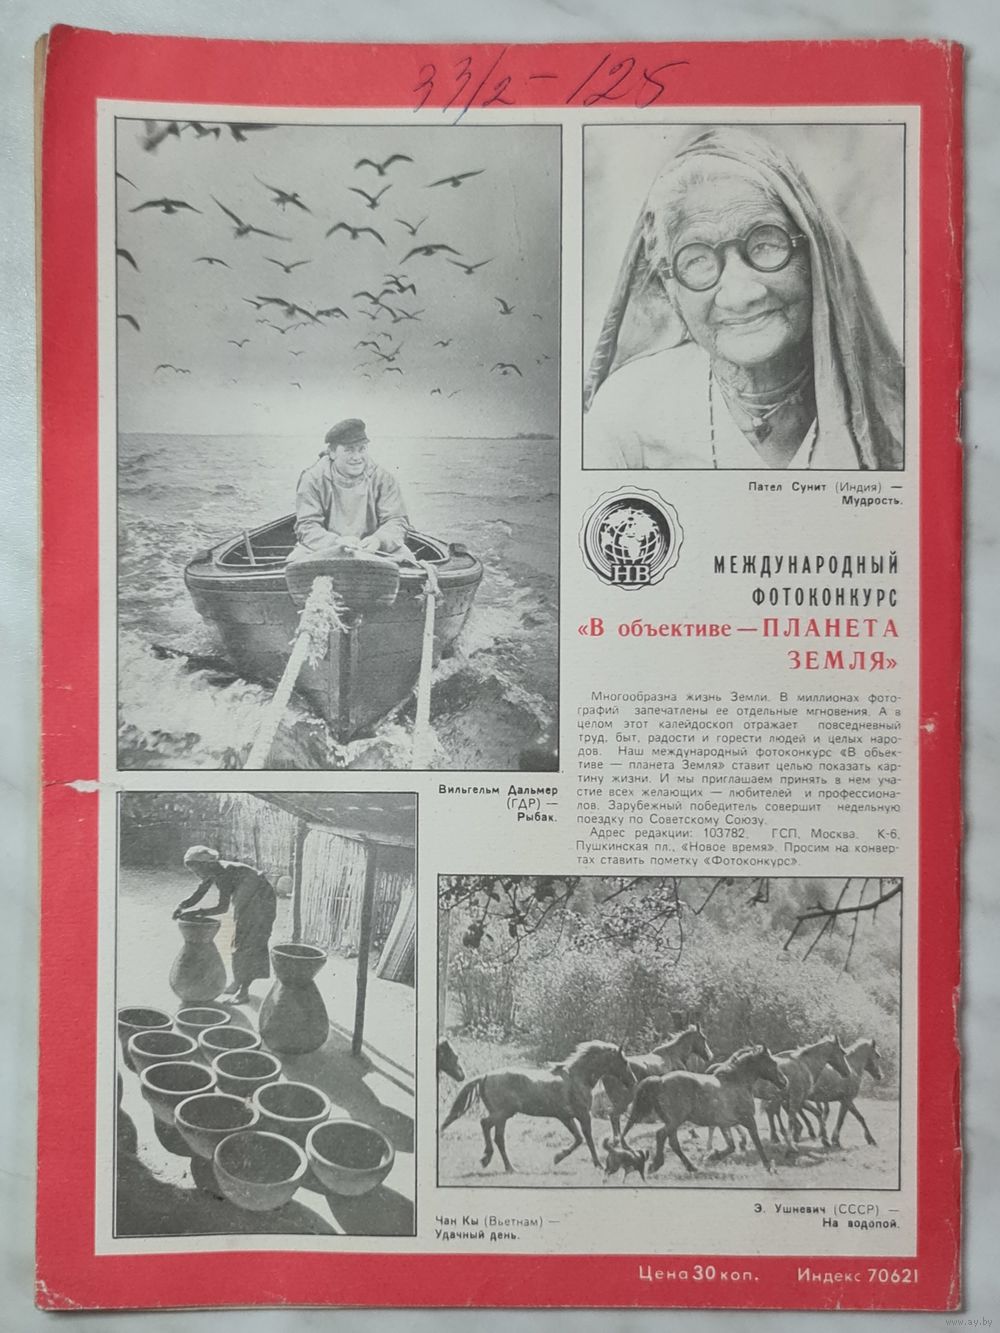 33/2 – 125
Пател Сунит (Индия) —
Мудрость.
НВ
МЕЖДУНАРОДНЫЙ
ФОТОКОНКУРС
«В объективе — ПЛАНЕТА
ЗЕМЛЯ»
Многообразна жизнь Земли. В миллионах фото-
графий запечатлены ее отдельные мгновения. А в
целом этот калейдоскоп отражает повседневный
труд, быт, радости и горести людей и целых наро-
дов. Наш международный фотоконкурс «В объек-
тиве — планета Земля» ставит целью показать кар-
тину жизни. И мы приглашаем принять в нем уча-
стие всех желающих — любителей и профессиона-
лов. Зарубежный победитель совершит недельную
поездку по Советскому Союзу.
Адрес редакции: 103782, ГСП, Москва, К-6,
Пушкинская пл., «Новое время». Просим на конвер-
тах ставить пометку «Фотоконкурс».
Вильгельм Дальмер
(ГДР) —
Рыбак.
Чан Кы (Вьетнам) —
Удачный день.
Э. Ушневич (СССР) —
На водопой.
Цена 30 коп. Индекс 70621
www.ay.by